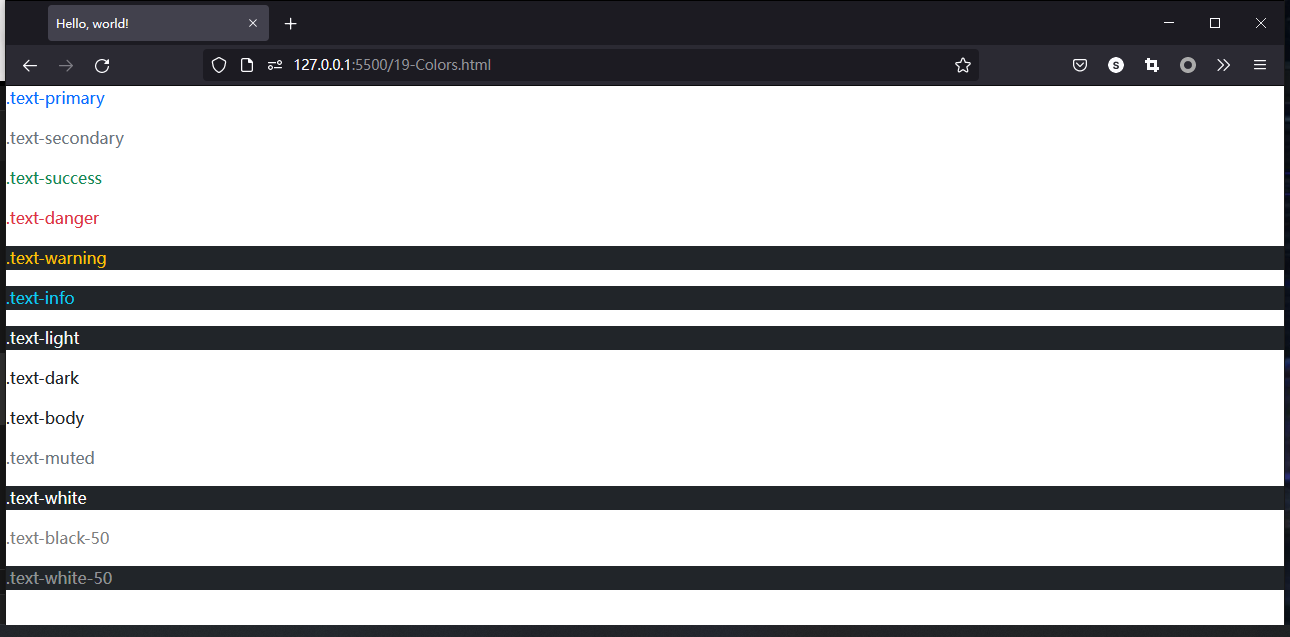 Hello, world!
127.0.0.1:5500/19-Colors.html
S
.text-primary
.text-secondary
.text-success
.text-danger
.text-warning
.text-info
.text-light
.text-dark
.text-body
.text-muted
.text-white
.text-black-50
.text-white-50